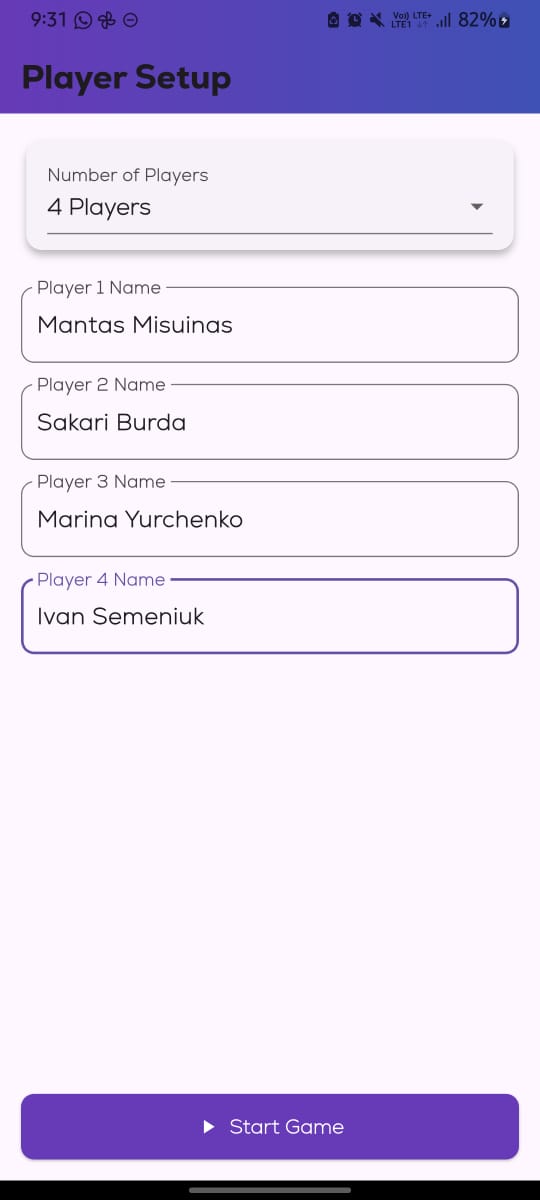 9:31
Vo)) LTE+
LTE1 ↓↑
82%
Player Setup
Number of Players
4 Players
Player 1 Name
Mantas Misuinas
Player 2 Name
Sakari Burda
Player 3 Name
Marina Yurchenko
Player 4 Name
Ivan Semeniuk
Start Game